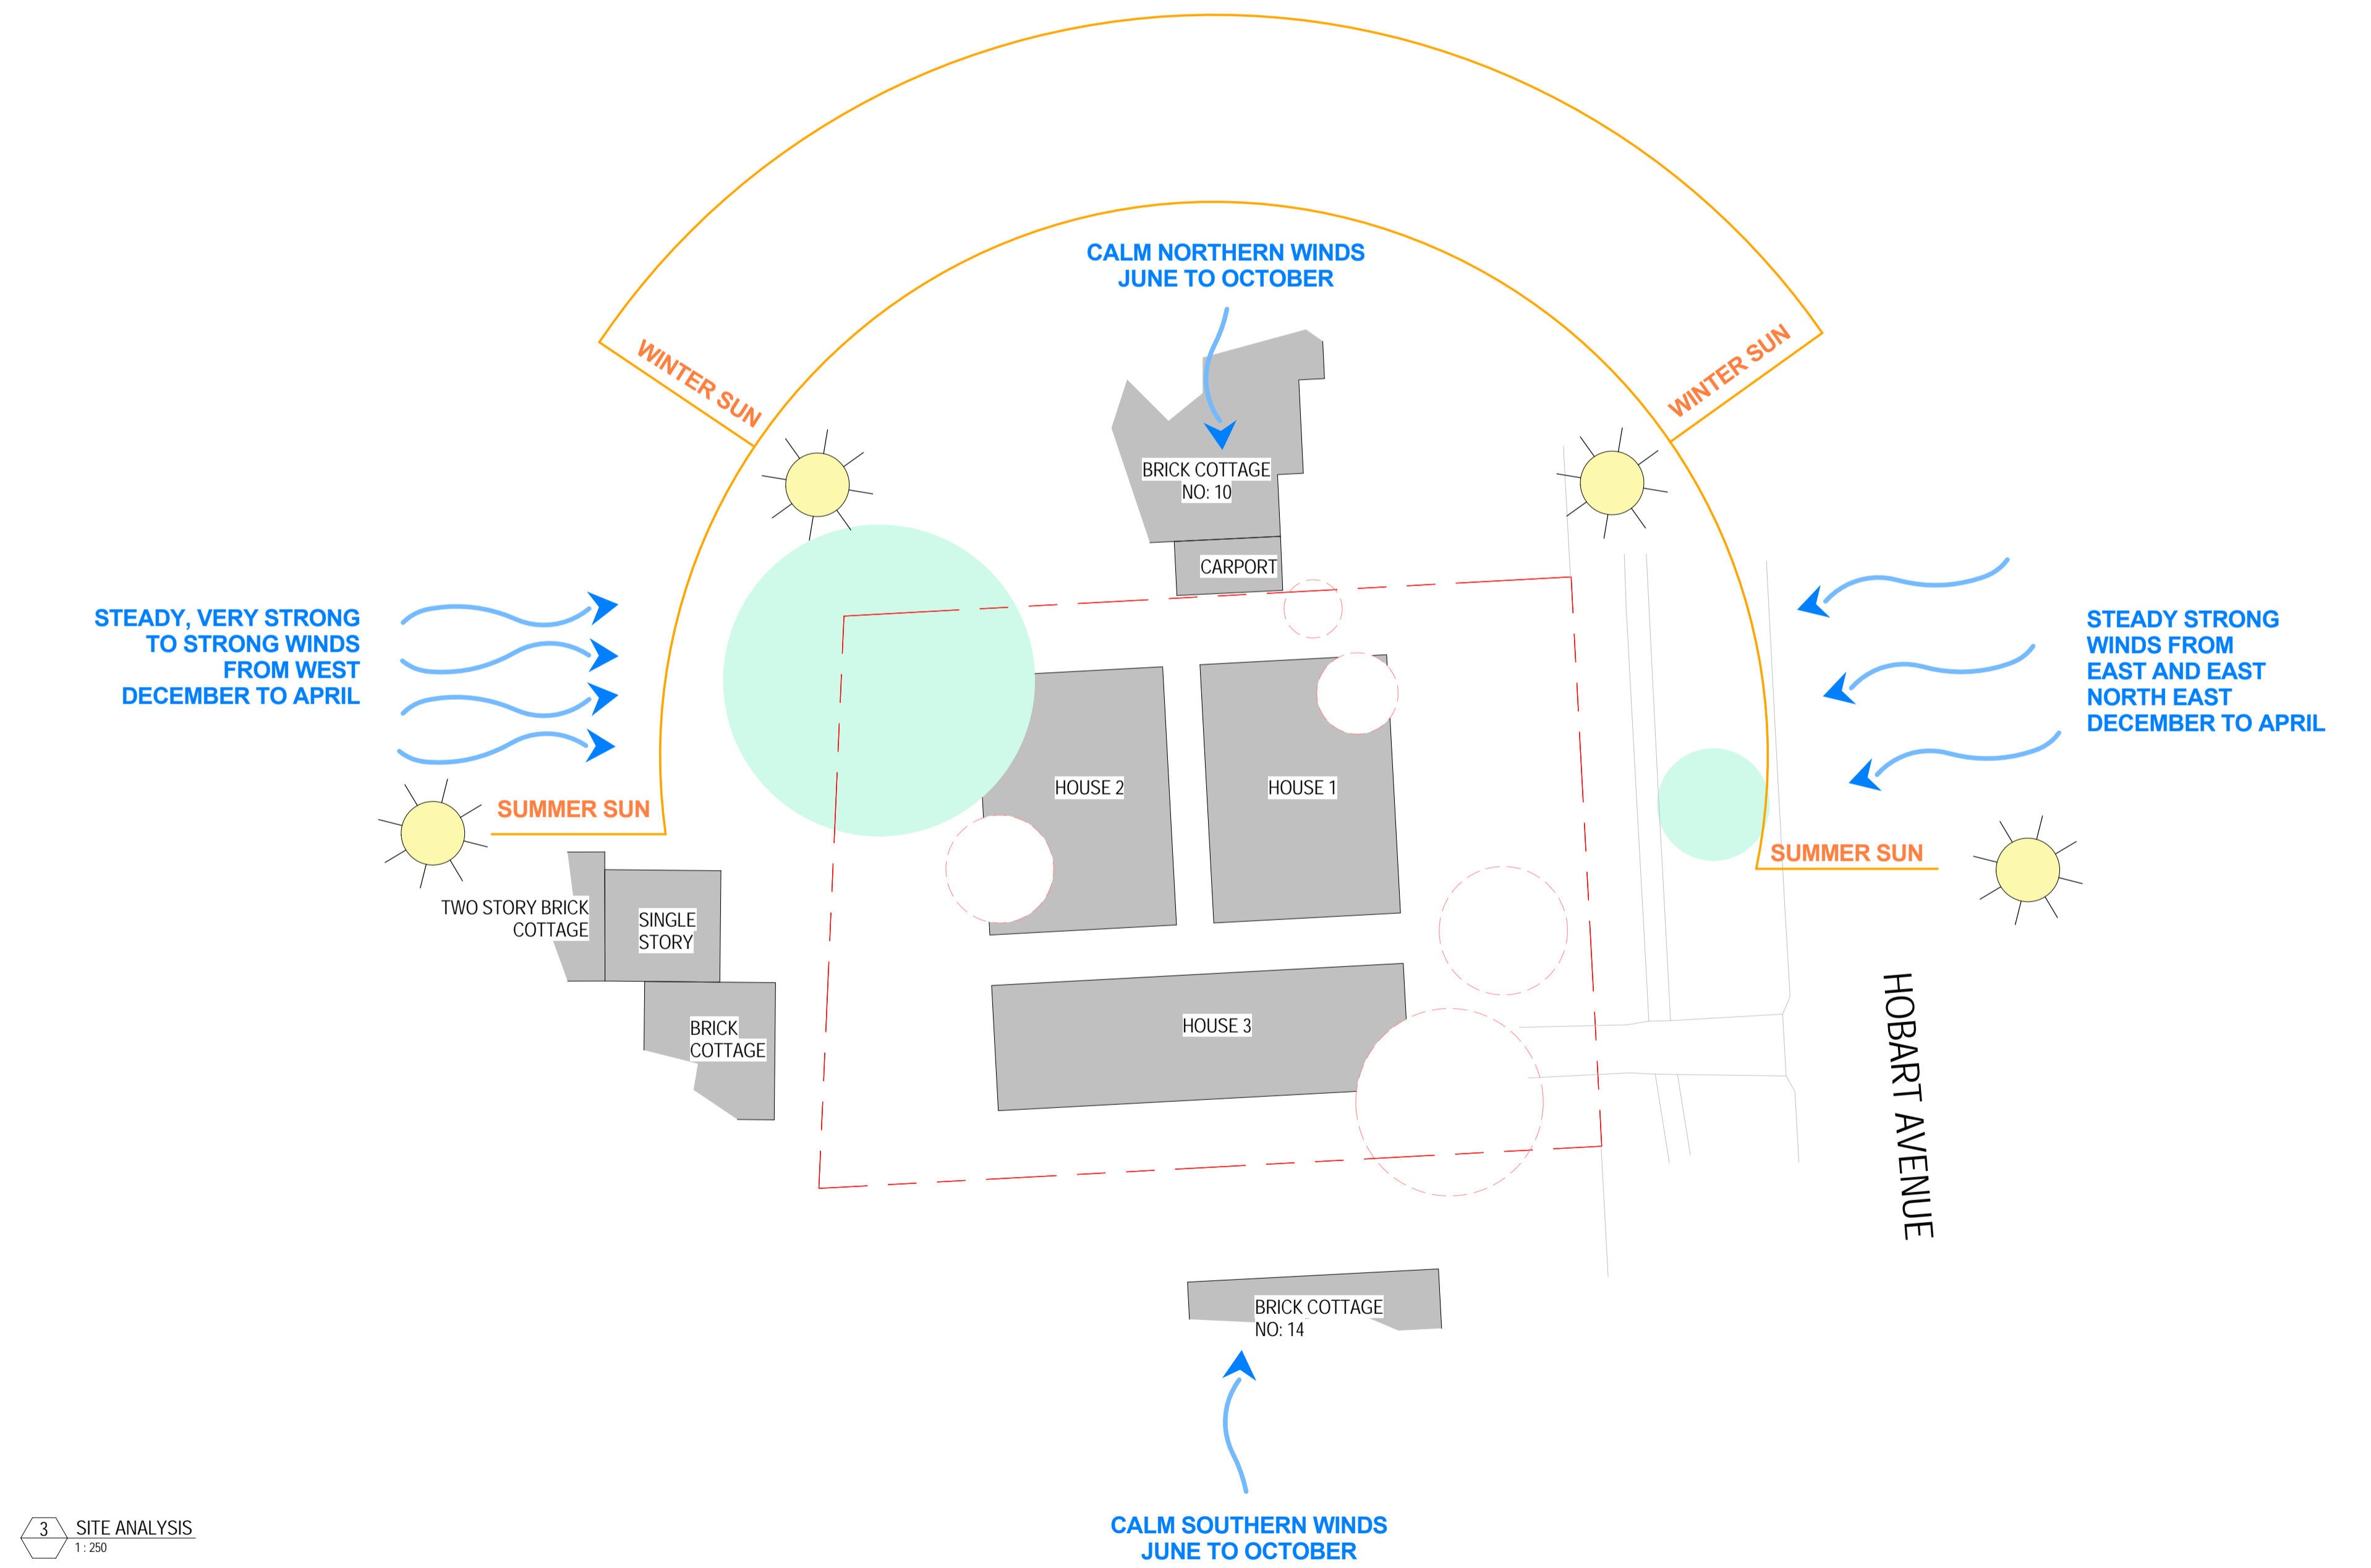 CALM NORTHERN WINDS
JUNE TO OCTOBER
WINTER SUN
WINTER SUN
BRICK COTTAGE
NO: 10
CARPORT
STEADY, VERY STRONG
TO STRONG WINDS
FROM WEST
DECEMBER TO APRIL
STEADY STRONG
WINDS FROM
EAST AND EAST
NORTH EAST
DECEMBER TO APRIL
HOUSE 2
HOUSE 1
SUMMER SUN
SUMMER SUN
TWO STORY BRICK
COTTAGE
SINGLE
STORY
BRICK
COTTAGE
HOUSE 3
HOBART AVENUE
BRICK COTTAGE
NO: 14
CALM SOUTHERN WINDS
JUNE TO OCTOBER
3
SITE ANALYSIS
1 : 250